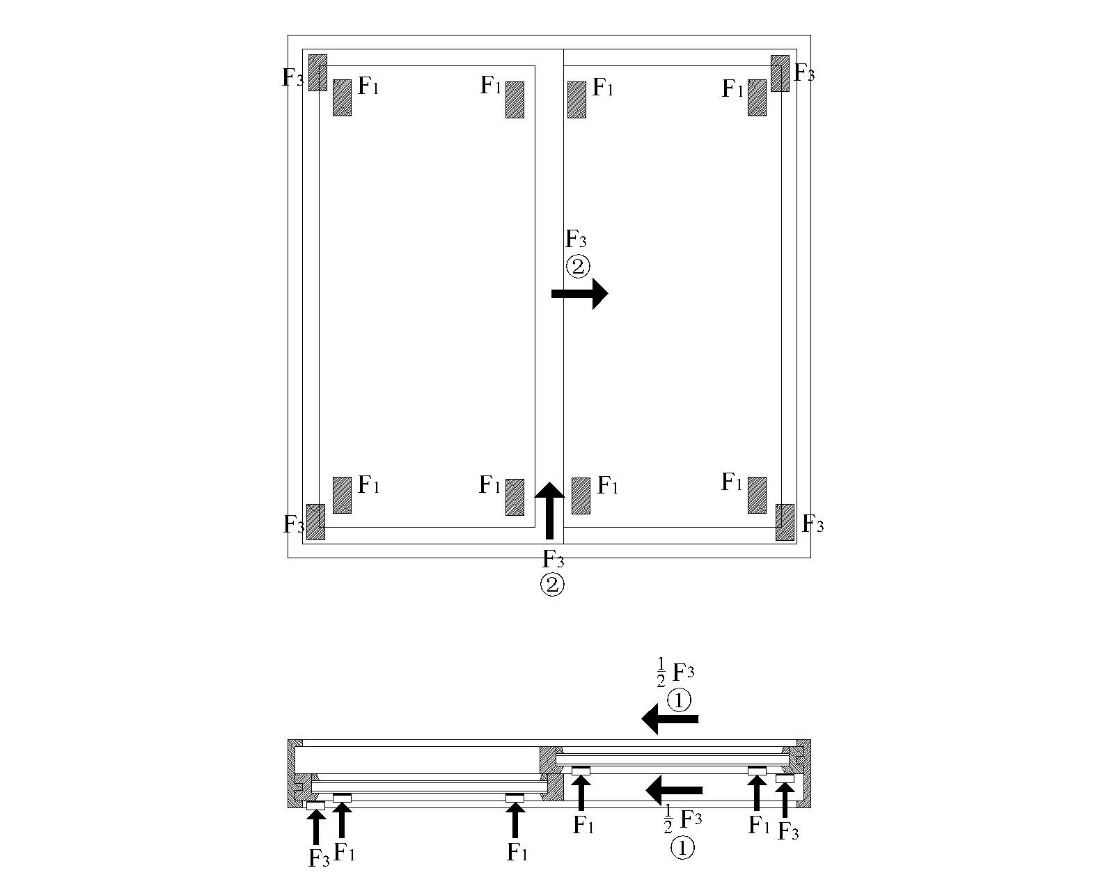 F3 F1 F1 F1 F1 F3
F3
②
F1 F1 F1 F1
F3 F3
F3
②
1/2 F3
①
F1 1/2 F3 F1 F3
①
F3 F1 F1